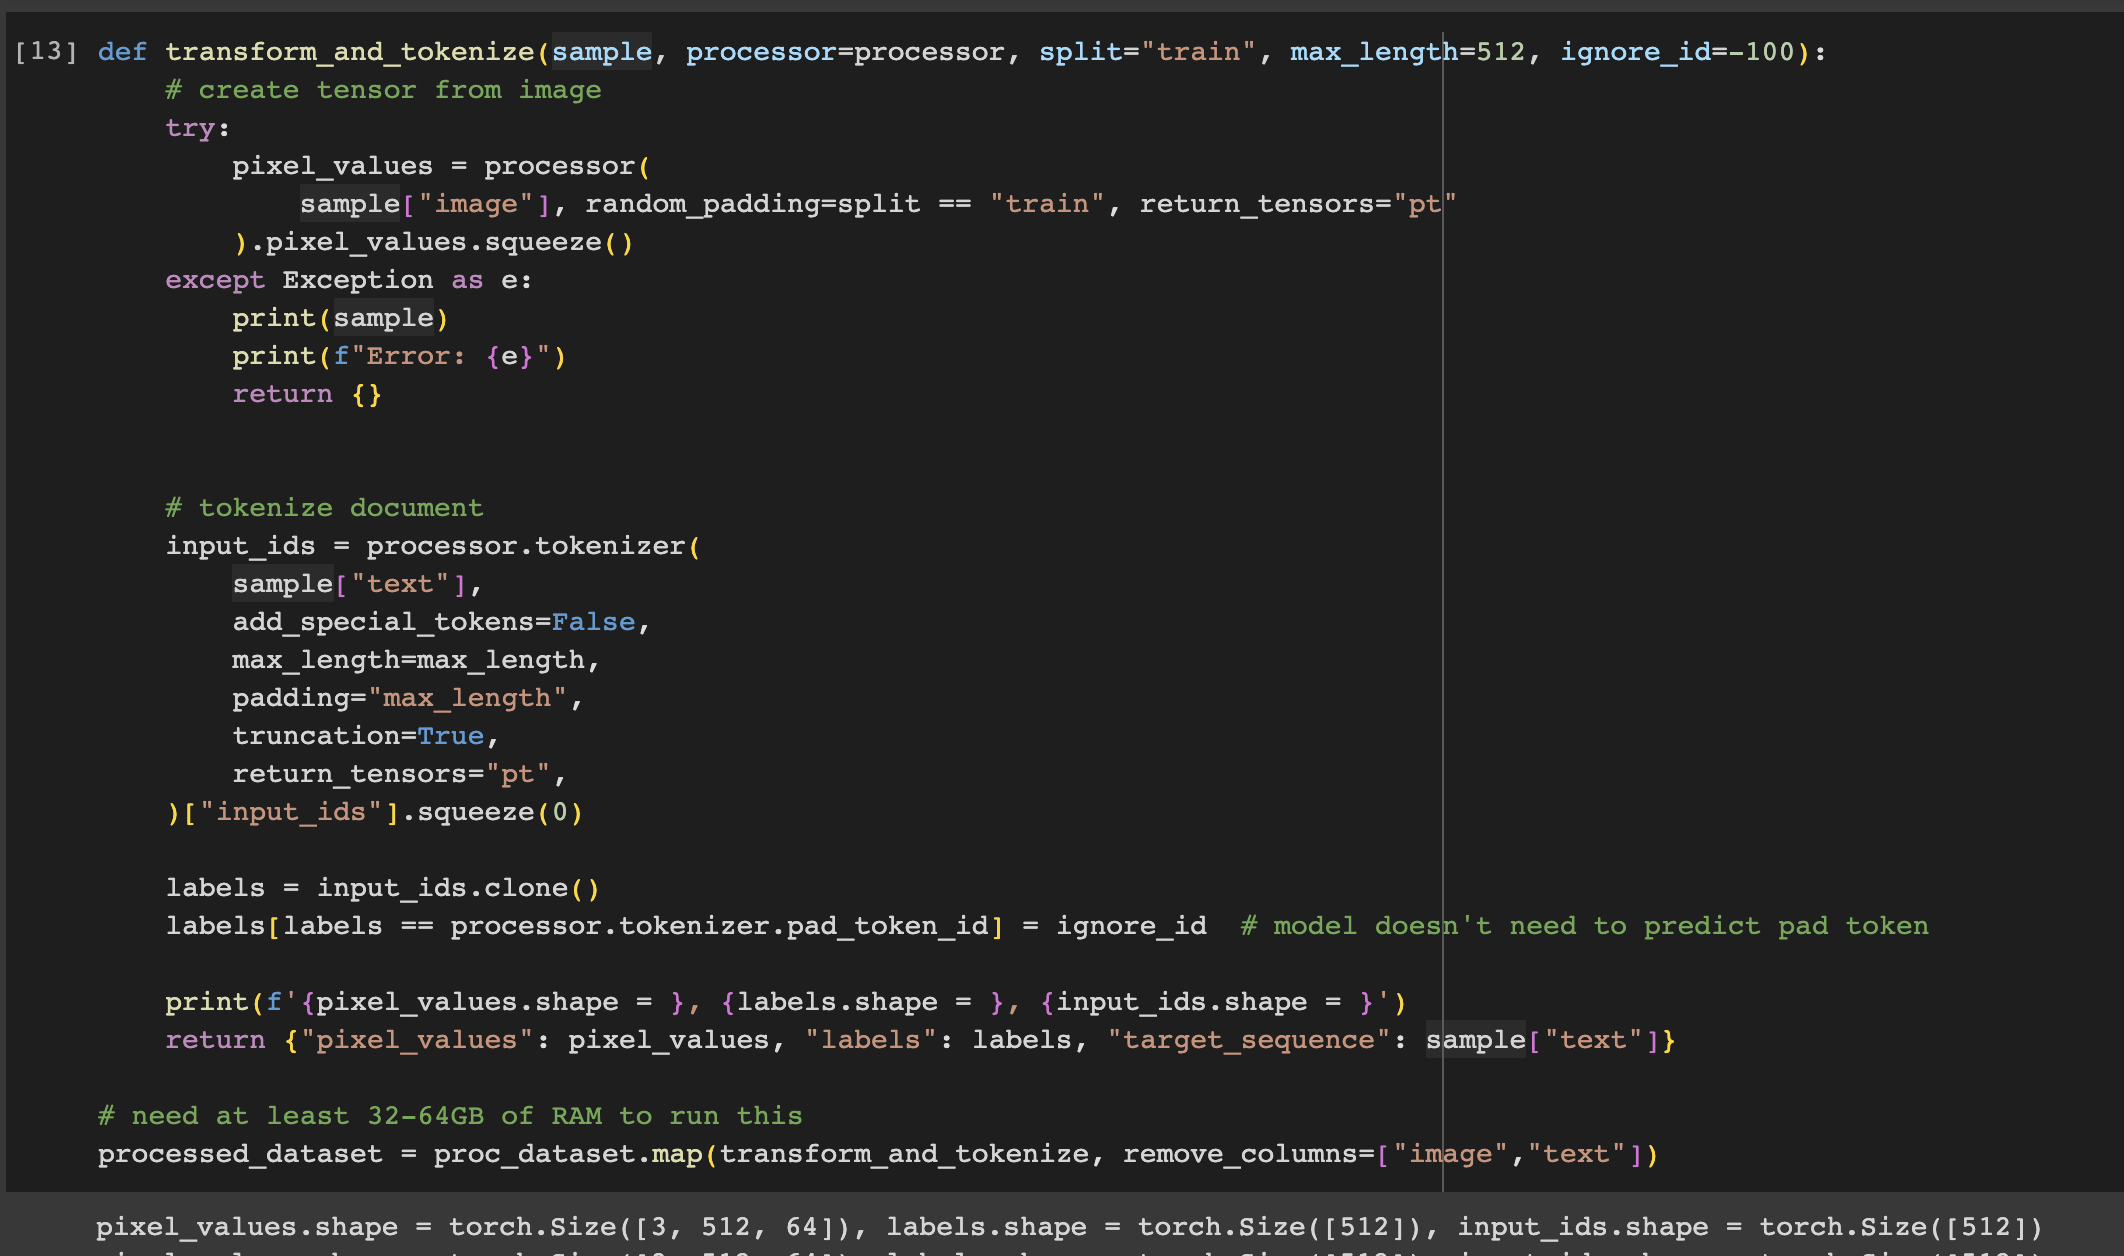 [13] def transform_and_tokenize(sample, processor=processor, split="train", max_length=512, ignore_id=-100):
    # create tensor from image
    try:
        pixel_values = processor(
            sample["image"], random_padding=split == "train", return_tensors="pt"
        ).pixel_values.squeeze()
    except Exception as e:
        print(sample)
        print(f"Error: {e}")
        return {}
    # tokenize document
    input_ids = processor.tokenizer(
        sample["text"],
        add_special_tokens=False,
        max_length=max_length,
        padding="max_length",
        truncation=True,
        return_tensors="pt",
    )["input_ids"].squeeze(0)
    labels = input_ids.clone()
    labels[labels == processor.tokenizer.pad_token_id] = ignore_id  # model doesn't need to predict pad token
    print(f'{pixel_values.shape = }, {labels.shape = }, {input_ids.shape = }')
    return {"pixel_values": pixel_values, "labels": labels, "target_sequence": sample["text"]}
# need at least 32-64GB of RAM to run this
processed_dataset = proc_dataset.map(transform_and_tokenize, remove_columns=["image","text"])
pixel_values.shape = torch.Size([3, 512, 64]), labels.shape = torch.Size([512]), input_ids.shape = torch.Size([512])